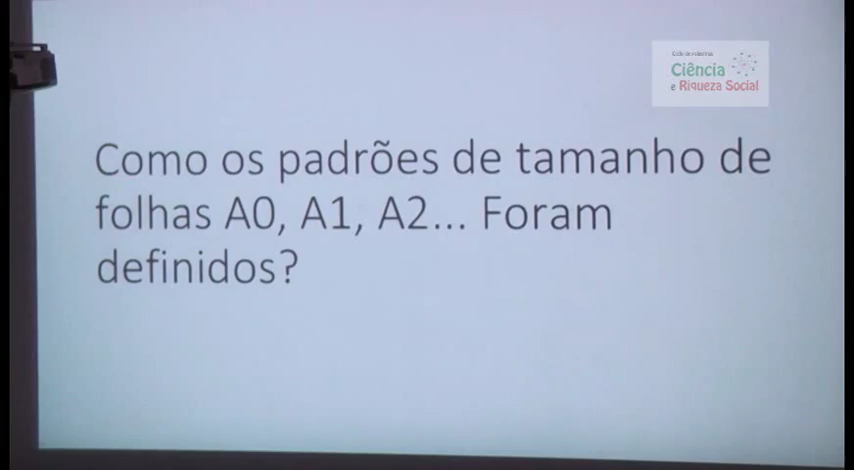 Ciência
e Riqueza Social
Como os padrões de tamanho de
folhas A0, A1, A2... Foram
definidos?